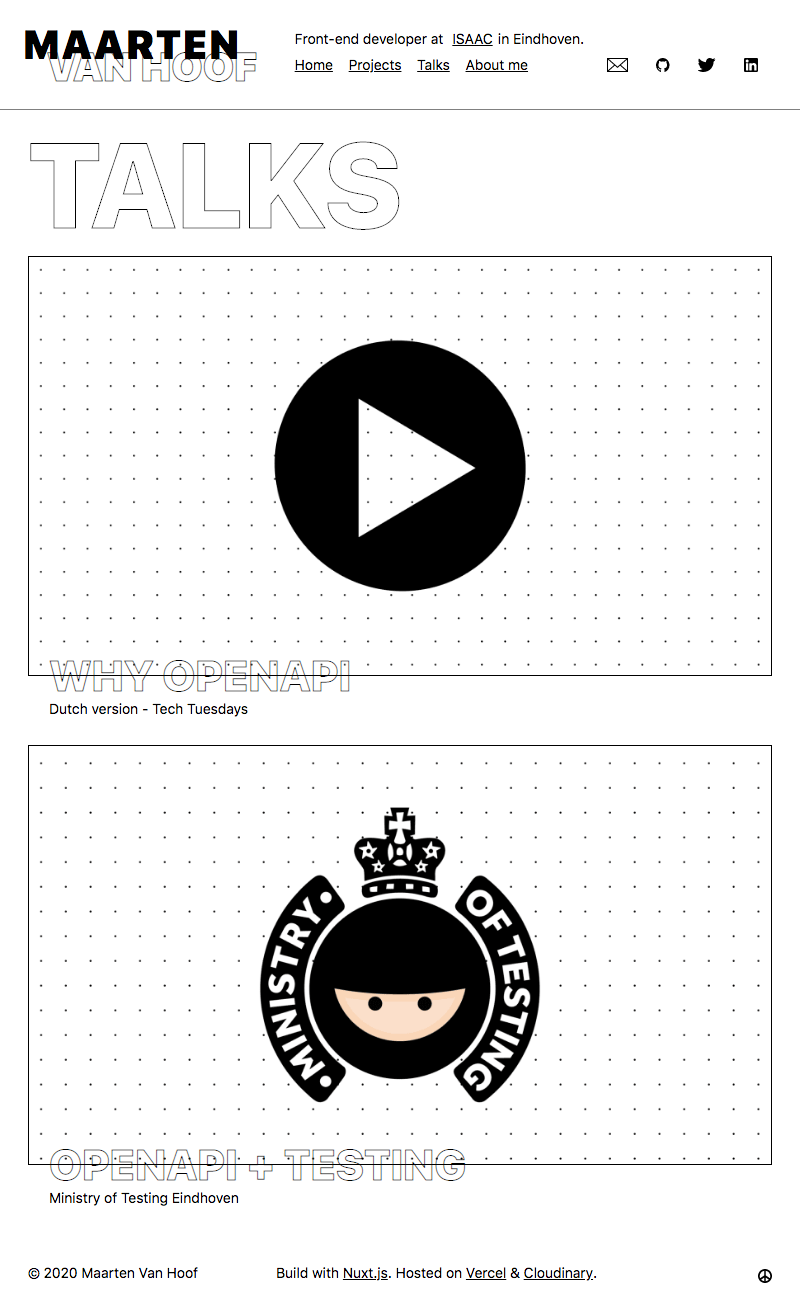 MAARTEN
VAN HOOF
Front-end developer at ISAAC in Eindhoven.
Home Projects Talks About me
TALKS
WHY OPENAPI
Dutch version - Tech Tuesdays
MINISTRY OF TESTING
OPENAPI + TESTING
Ministry of Testing Eindhoven
© 2020 Maarten Van Hoof
Build with Nuxt.js. Hosted on Vercel & Cloudinary.